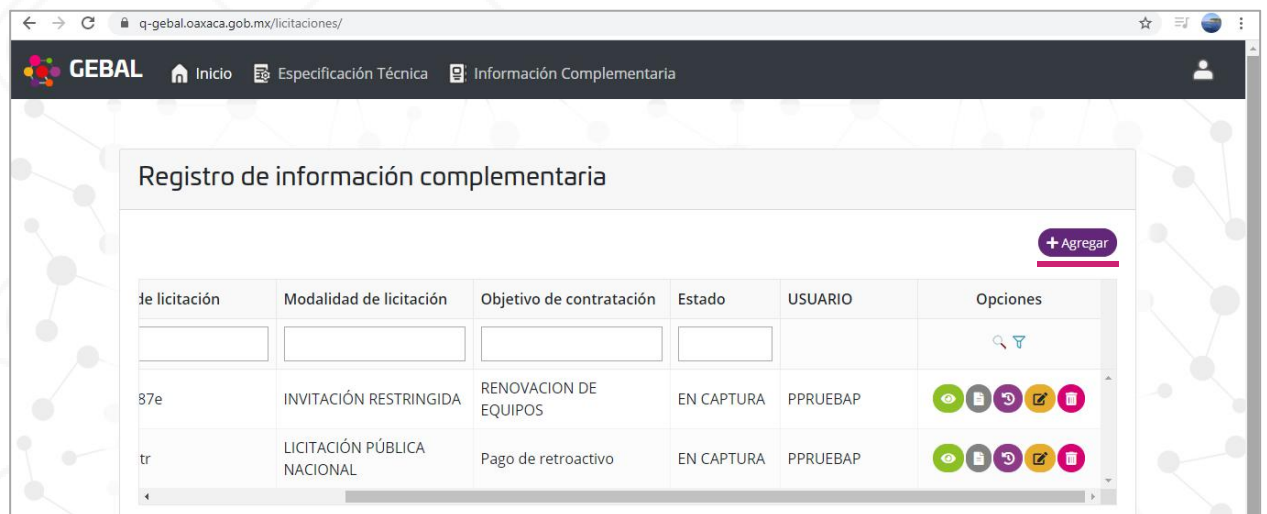 q-gebal.oaxaca.gob.mx/licitaciones/
GEBAL Inicio Especificación Técnica Información Complementaria
Registro de información complementaria
+ Agregar
de licitación Modalidad de licitación Objetivo de contratación Estado USUARIO Opciones
87e INVITACIÓN RESTRINGIDA RENOVACION DE EQUIPOS EN CAPTURA PPRUEBAP
tr LICITACIÓN PÚBLICA NACIONAL Pago de retroactivo EN CAPTURA PPRUEBAP